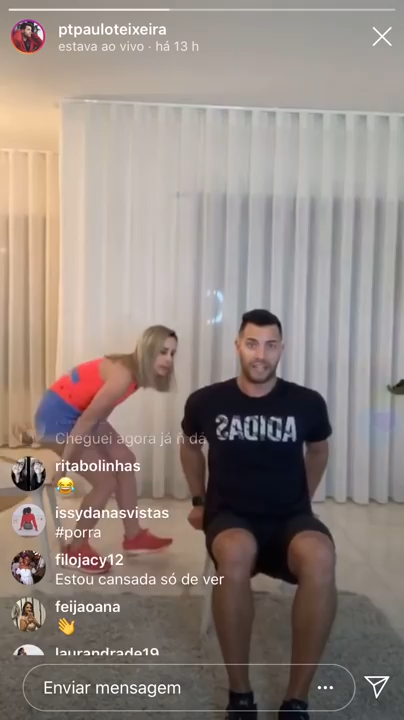 ptpauloteixeira
estava ao vivo · há 13 h
ADIDAS
Cheguei agora já ñ dá
ritabolinhas
😂
issydanasvistas
#porra
filojacy12
Estou cansada só de ver
feijaoana
👋
laurandrade19
Enviar mensagem